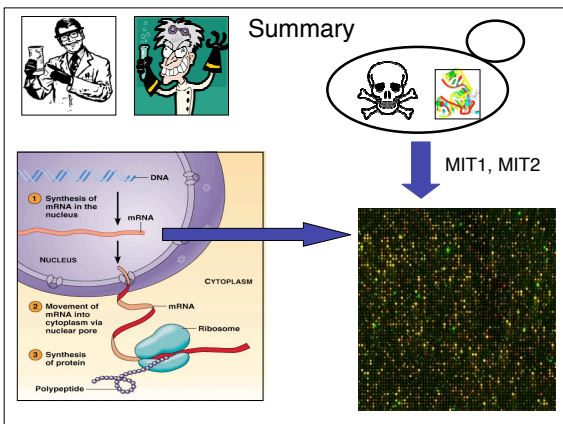 Summary
MIT1, MIT2
DNA
1 Synthesis of
mRNA in the
nucleus
mRNA
NUCLEUS
CYTOPLASM
2 Movement of
mRNA into
cytoplasm via
nuclear pore
mRNA
Ribosome
3 Synthesis
of protein
Polypeptide